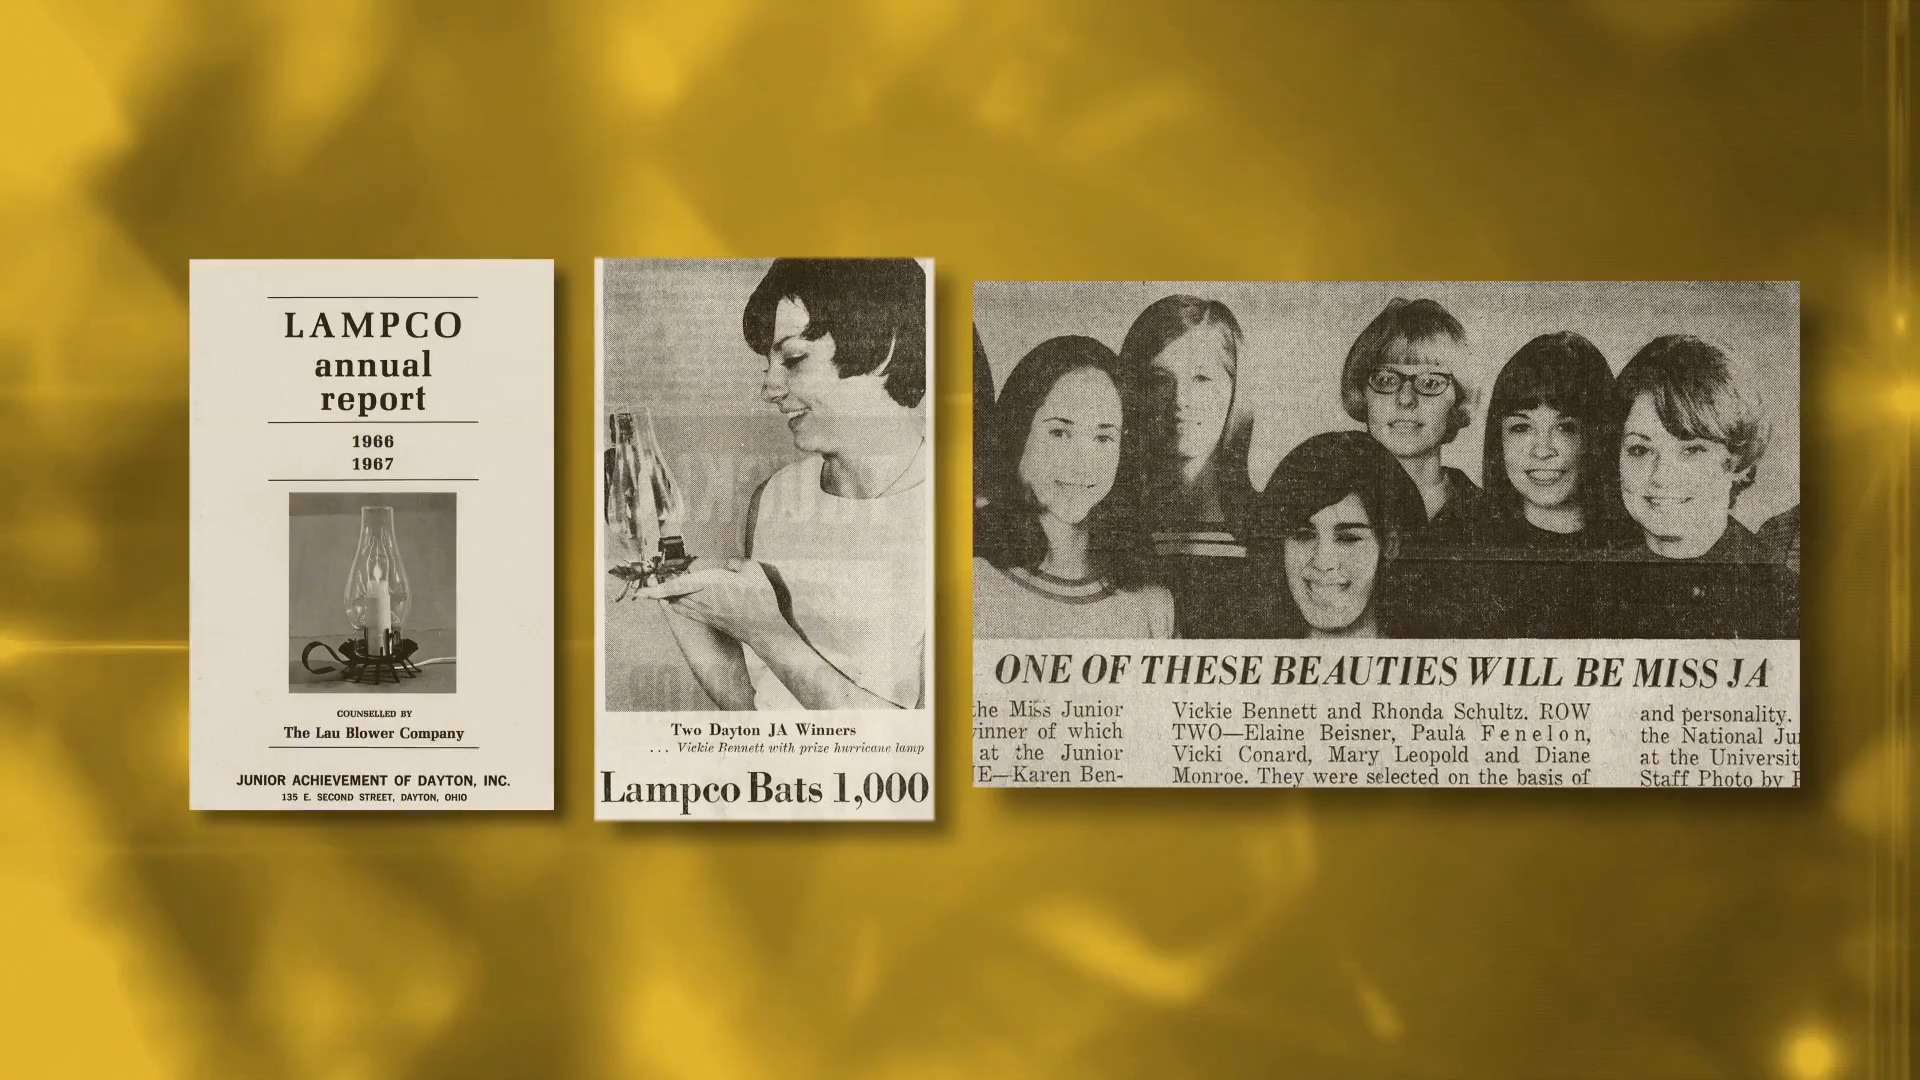 LAMPCO
annual
report
1966
1967
COUNSELLED BY
The Lau Blower Company
JUNIOR ACHIEVEMENT OF DAYTON, INC.
135 E. SECOND STREET, DAYTON, OHIO
Two Dayton JA Winners
... Vickie Bennett with prize hurricane lamp
Lampco Bats 1,000
ONE OF THESE BEAUTIES WILL BE MISS JA
the Miss Junior
inner of which
at the Junior
E—Karen Ben-
Vickie Bennett and Rhonda Schultz. ROW
TWO—Elaine Beisner, Paula Fenelon,
Vicki Conard, Mary Leopold and Diane
Monroe. They were selected on the basis of
and personality.
the National Ju
at the Universit
Staff Photo by